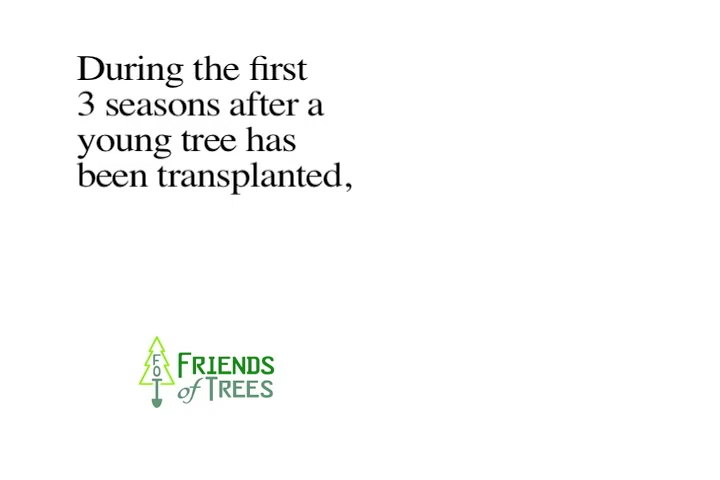 During the first
3 seasons after a
young tree has
been transplanted,
FOT
FRIENDS
of TREES